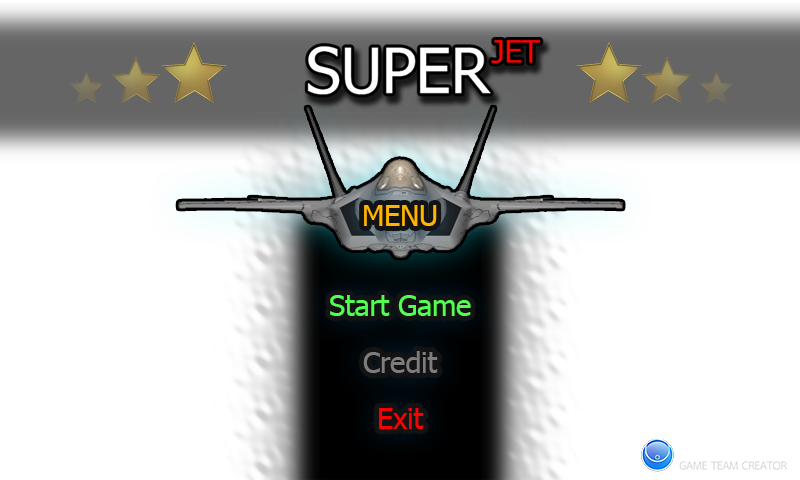 SUPER JET
MENU
Start Game
Credit
Exit
GAME TEAM CREATOR